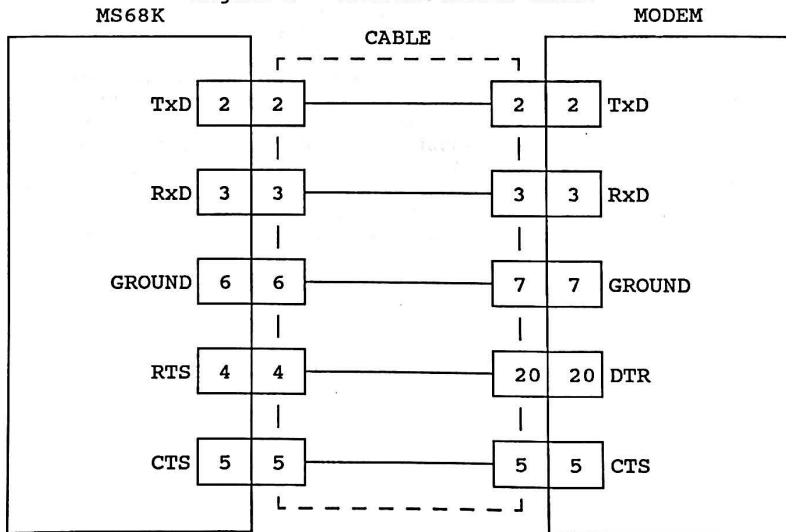 MS68K MODEM
CABLE
TxD 2 2 2 2 TxD
RxD 3 3 3 3 RxD
GROUND 6 6 7 7 GROUND
RTS 4 4 20 20 DTR
CTS 5 5 5 5 CTS